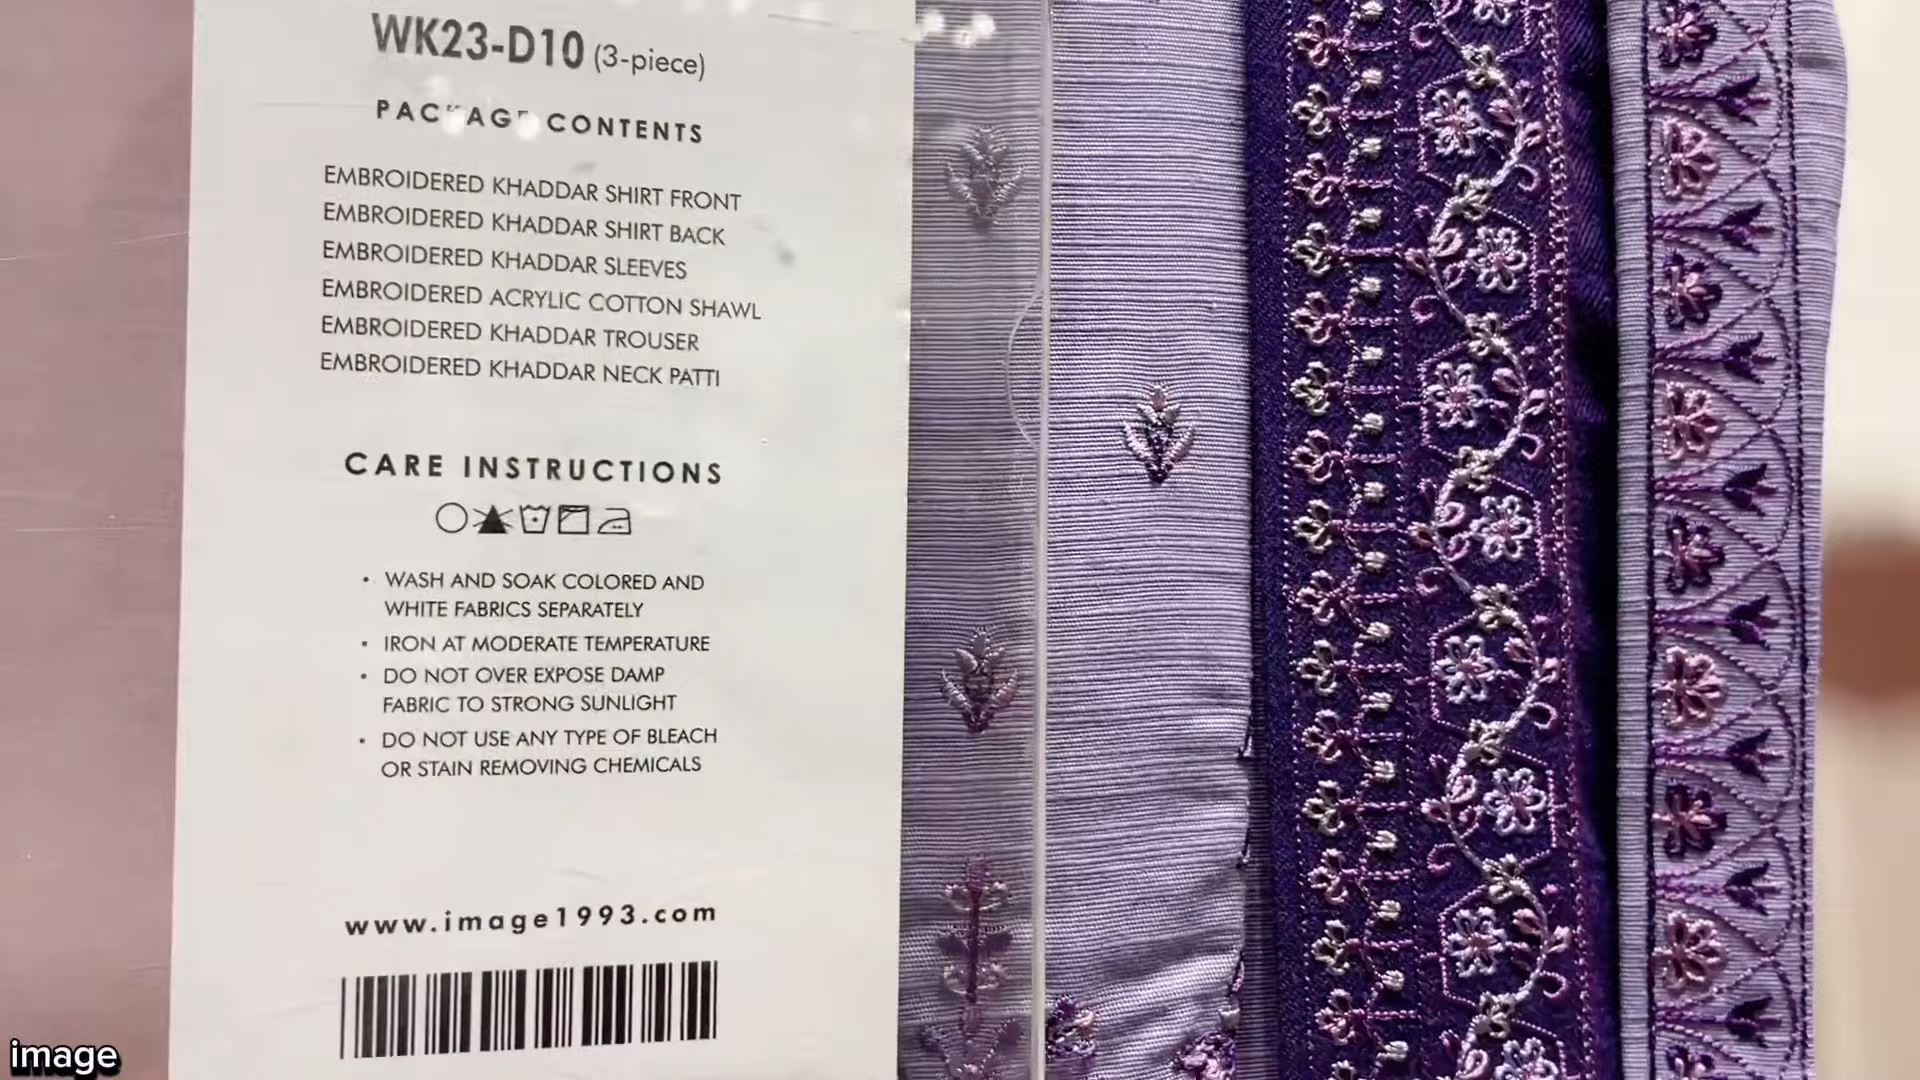 WK23-D10 (3-piece)
PACKAGE CONTENTS
EMBROIDERED KHADDAR SHIRT FRONT
EMBROIDERED KHADDAR SHIRT BACK
EMBROIDERED KHADDAR SLEEVES
EMBROIDERED ACRYLIC COTTON SHAWL
EMBROIDERED KHADDAR TROUSER
EMBROIDERED KHADDAR NECK PATTI
CARE INSTRUCTIONS
• WASH AND SOAK COLORED AND
WHITE FABRICS SEPARATELY
• IRON AT MODERATE TEMPERATURE
• DO NOT OVER EXPOSE DAMP
FABRIC TO STRONG SUNLIGHT
• DO NOT USE ANY TYPE OF BLEACH
OR STAIN REMOVING CHEMICALS
www.image1993.com
image